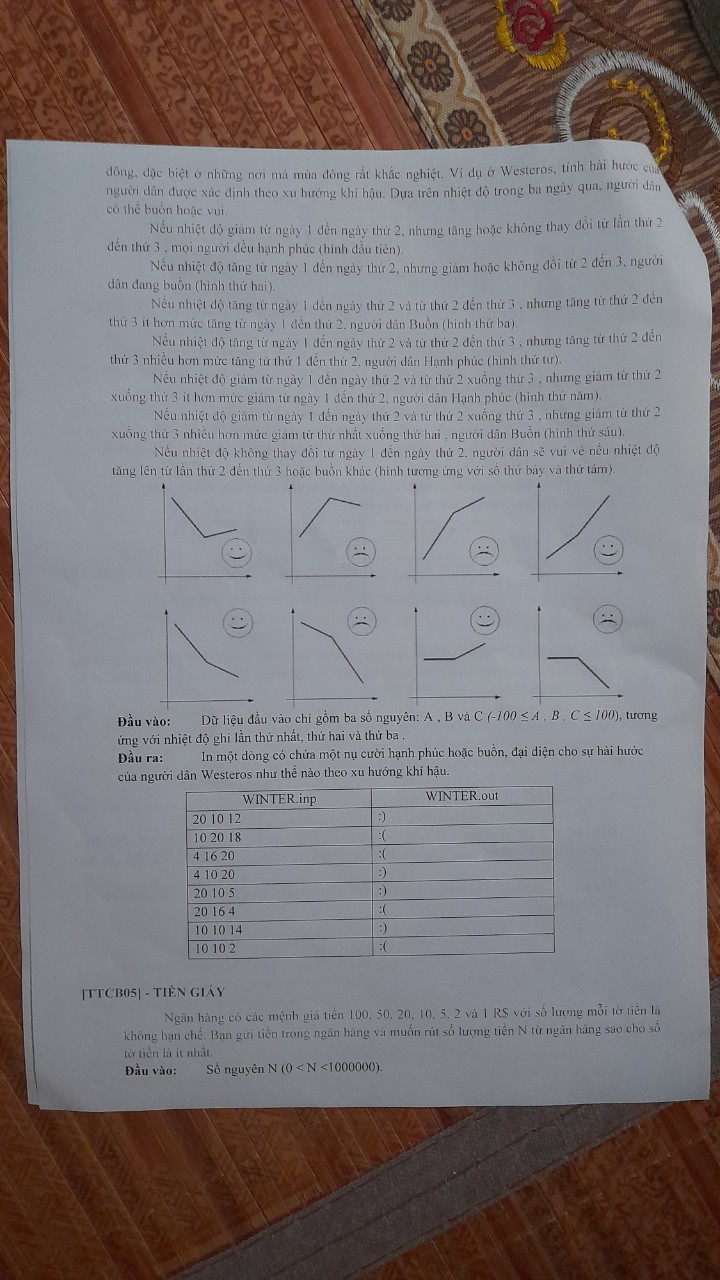 đông, đặc biệt ở những nơi mà mùa đông rất khắc nghiệt. Ví dụ ở Westeros, tính hài hước của
người dân được xác định theo xu hướng khí hậu. Dựa trên nhiệt độ trong ba ngày qua, người dân
có thể buồn hoặc vui.
Nếu nhiệt độ giảm từ ngày 1 đến ngày thứ 2, nhưng tăng hoặc không thay đổi từ lần thứ 2
đến thứ 3 , mọi người đều hạnh phúc (hình đầu tiên).
Nếu nhiệt độ tăng từ ngày 1 đến ngày thứ 2, nhưng giảm hoặc không đổi từ 2 đến 3, người
dân đang buồn (hình thứ hai).
Nếu nhiệt độ tăng từ ngày 1 đến ngày thứ 2 và từ thứ 2 đến thứ 3 , nhưng tăng từ thứ 2 đến
thứ 3 ít hơn mức tăng từ ngày 1 đến thứ 2, người dân Buồn (hình thứ ba).
Nếu nhiệt độ tăng từ ngày 1 đến ngày thứ 2 và từ thứ 2 đến thứ 3 , nhưng tăng từ thứ 2 đến
thứ 3 nhiều hơn mức tăng từ thứ 1 đến thứ 2, người dân Hạnh phúc (hình thứ tư).
Nếu nhiệt độ giảm từ ngày 1 đến ngày thứ 2 và từ thứ 2 xuống thứ 3 , nhưng giảm từ thứ 2
xuống thứ 3 ít hơn mức giảm từ ngày 1 đến thứ 2, người dân Hạnh phúc (hình thứ năm).
Nếu nhiệt độ giảm từ ngày 1 đến ngày thứ 2 và từ thứ 2 xuống thứ 3 , nhưng giảm từ thứ 2
xuống thứ 3 nhiều hơn mức giảm từ thứ nhất xuống thứ hai , người dân Buồn (hình thứ sáu).
Nếu nhiệt độ không thay đổi từ ngày 1 đến ngày thứ 2, người dân sẽ vui vẻ nếu nhiệt độ
tăng lên từ lần thứ 2 đến thứ 3 hoặc buồn khác (hình tương ứng với số thứ bảy và thứ tám).
Đầu vào: Dữ liệu đầu vào chỉ gồm ba số nguyên: A , B và C (-100 ≤ A , B , C ≤ 100), tương
ứng với nhiệt độ ghi lần thứ nhất, thứ hai và thứ ba .
Đầu ra: In một dòng có chứa một nụ cười hạnh phúc hoặc buồn, đại diện cho sự hài hước
của người dân Westeros như thế nào theo xu hướng khí hậu.
WINTER.inp WINTER.out
20 10 12 :)
10 20 18 :(
4 16 20 :(
4 10 20 :)
20 10 5 :)
20 16 4 :(
10 10 14 :)
10 10 2 :(
[TTCB05] - TIỀN GIẤY
Ngân hàng có các mệnh giá tiền 100, 50, 20, 10, 5, 2 và 1 R$ với số lượng mỗi tờ tiền là
không hạn chế. Bạn gửi tiền trong ngân hàng và muốn rút số lượng tiền N từ ngân hàng sao cho số
tờ tiền là ít nhất.
Đầu vào: Số nguyên N (0 < N <1000000).